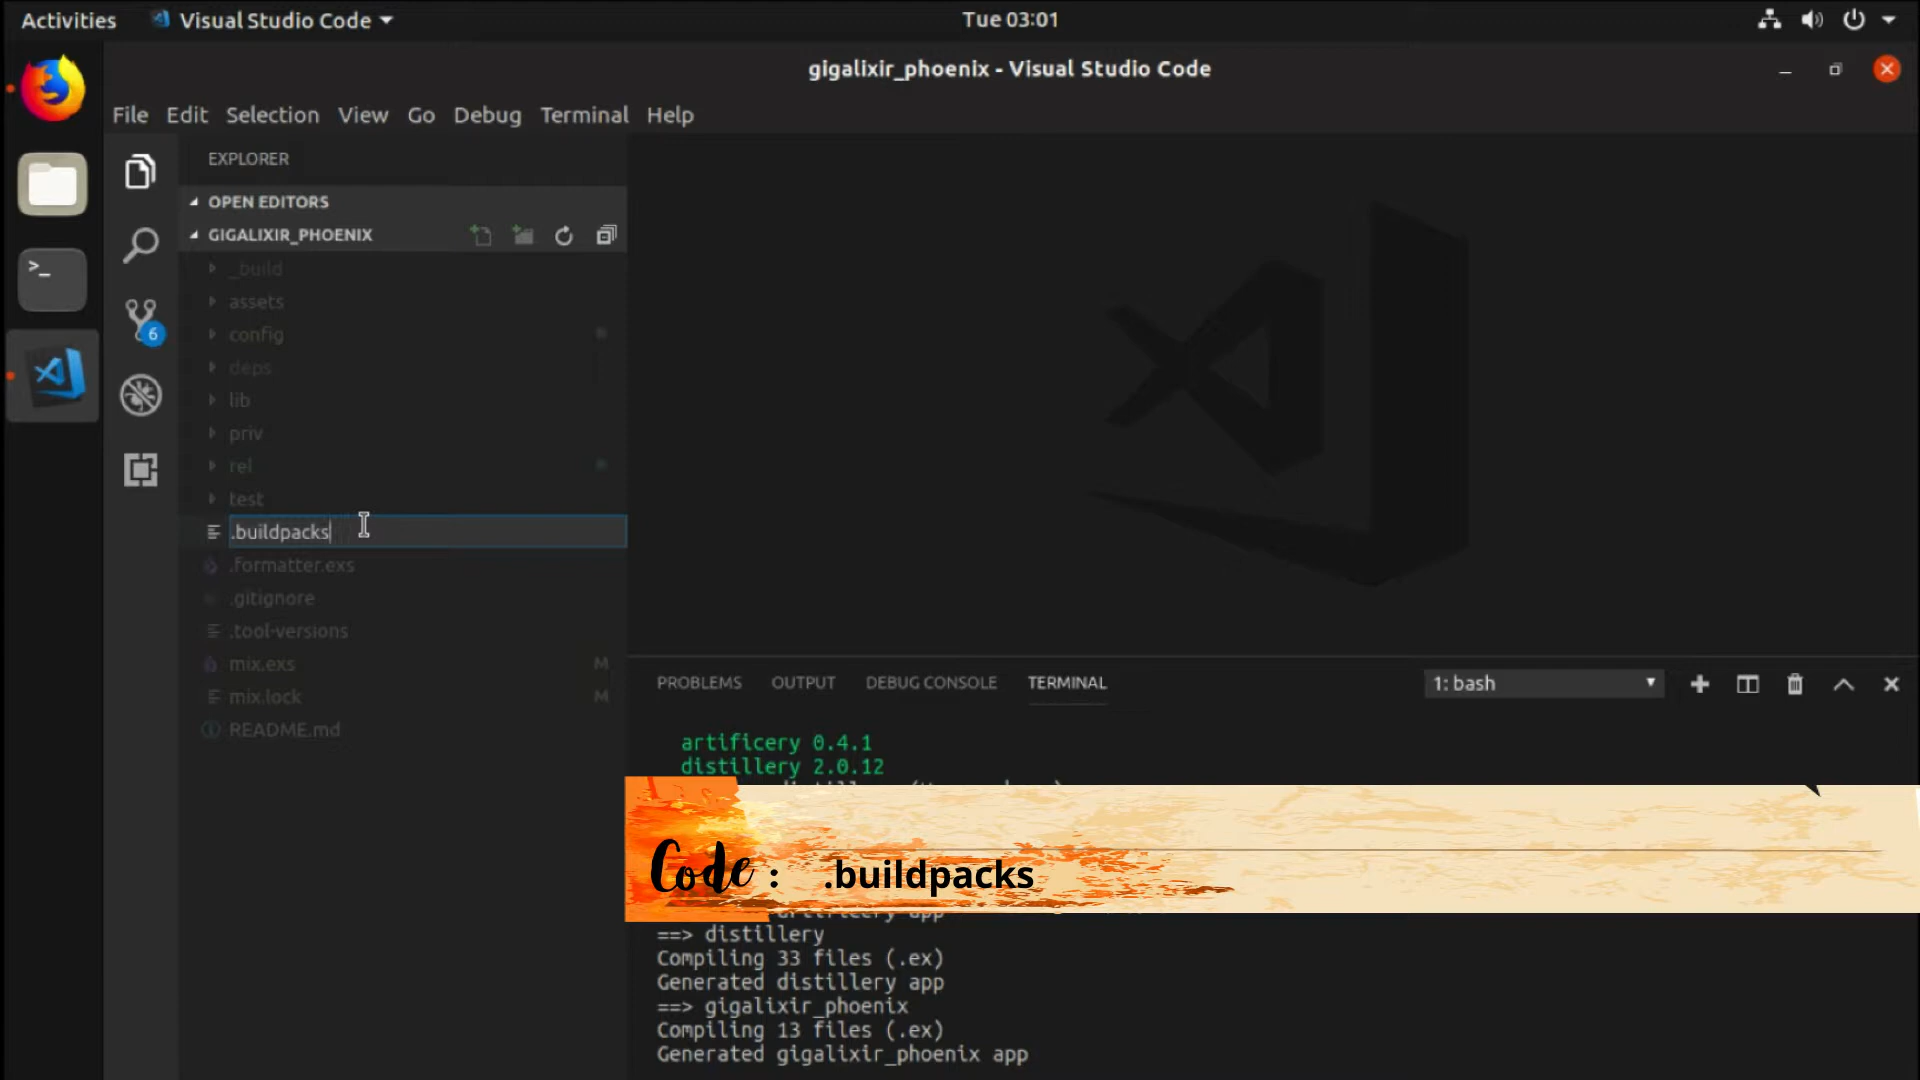 Activities
Visual Studio Code
Tue 03:01
gigalixir_phoenix - Visual Studio Code
File Edit Selection View Go Debug Terminal Help
EXPLORER
OPEN EDITORS
GIGALIXIR_PHOENIX
_build
assets
config
deps
lib
priv
rel
test
.buildpacks
.formatter.exs
.gitignore
.tool-versions
mix.exs M
mix.lock M
README.md
6
>_
PROBLEMS OUTPUT DEBUG CONSOLE TERMINAL
1: bash
artificery 0.4.1
distillery 2.0.12
Code : .buildpacks
==> distillery
Compiling 33 files (.ex)
Generated distillery app
==> gigalixir_phoenix
Compiling 13 files (.ex)
Generated gigalixir_phoenix app